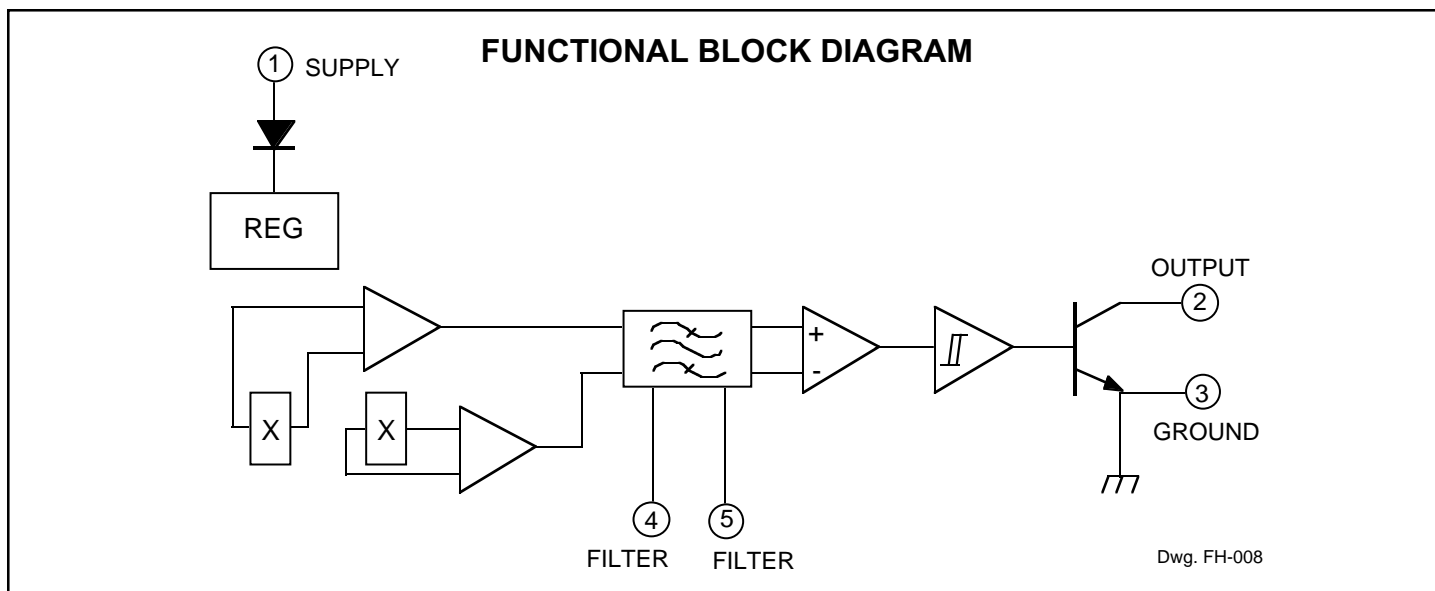 FUNCTIONAL BLOCK DIAGRAM
1 SUPPLY
REG
X
X
+
-
OUTPUT
2
3
GROUND
4
5
FILTER
FILTER
Dwg. FH-008